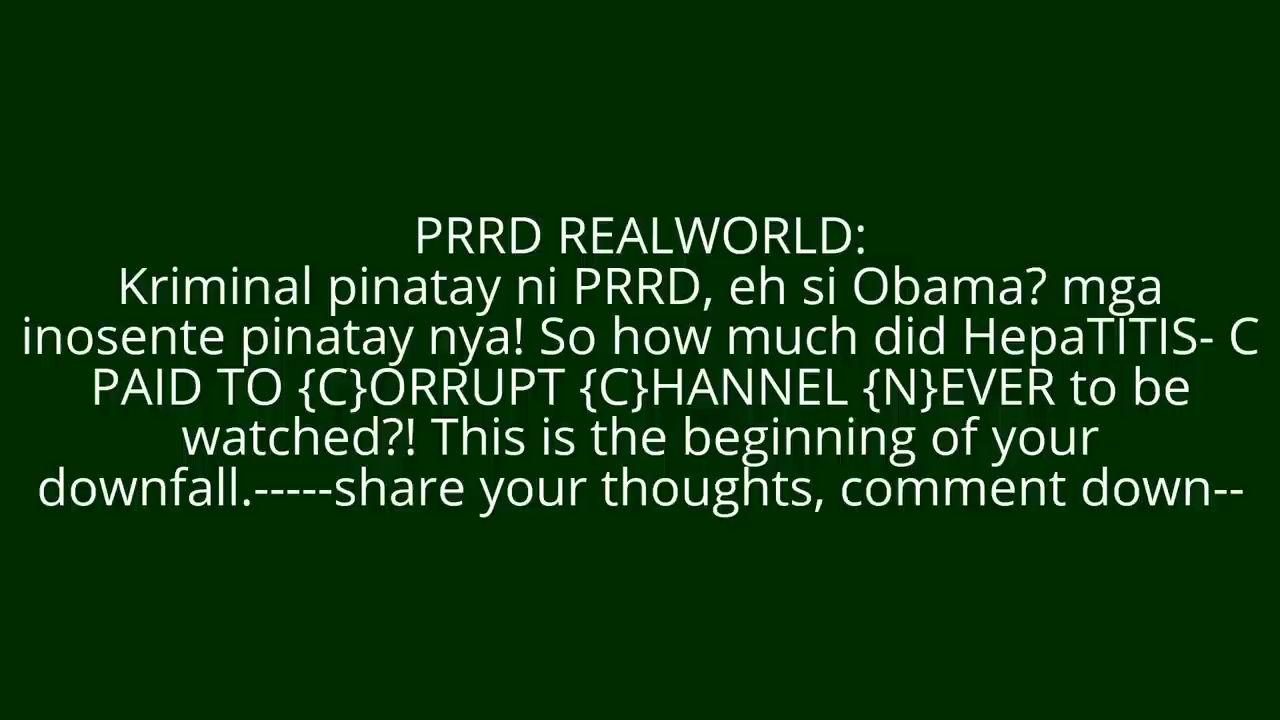 PRRD REALWORLD:
Kriminal pinatay ni PRRD, eh si Obama? mga
inosente pinatay nya! So how much did HepaTITIS- C
PAID TO {C}ORRUPT {C}HANNEL {N}EVER to be
watched?! This is the beginning of your
downfall.-----share your thoughts, comment down--